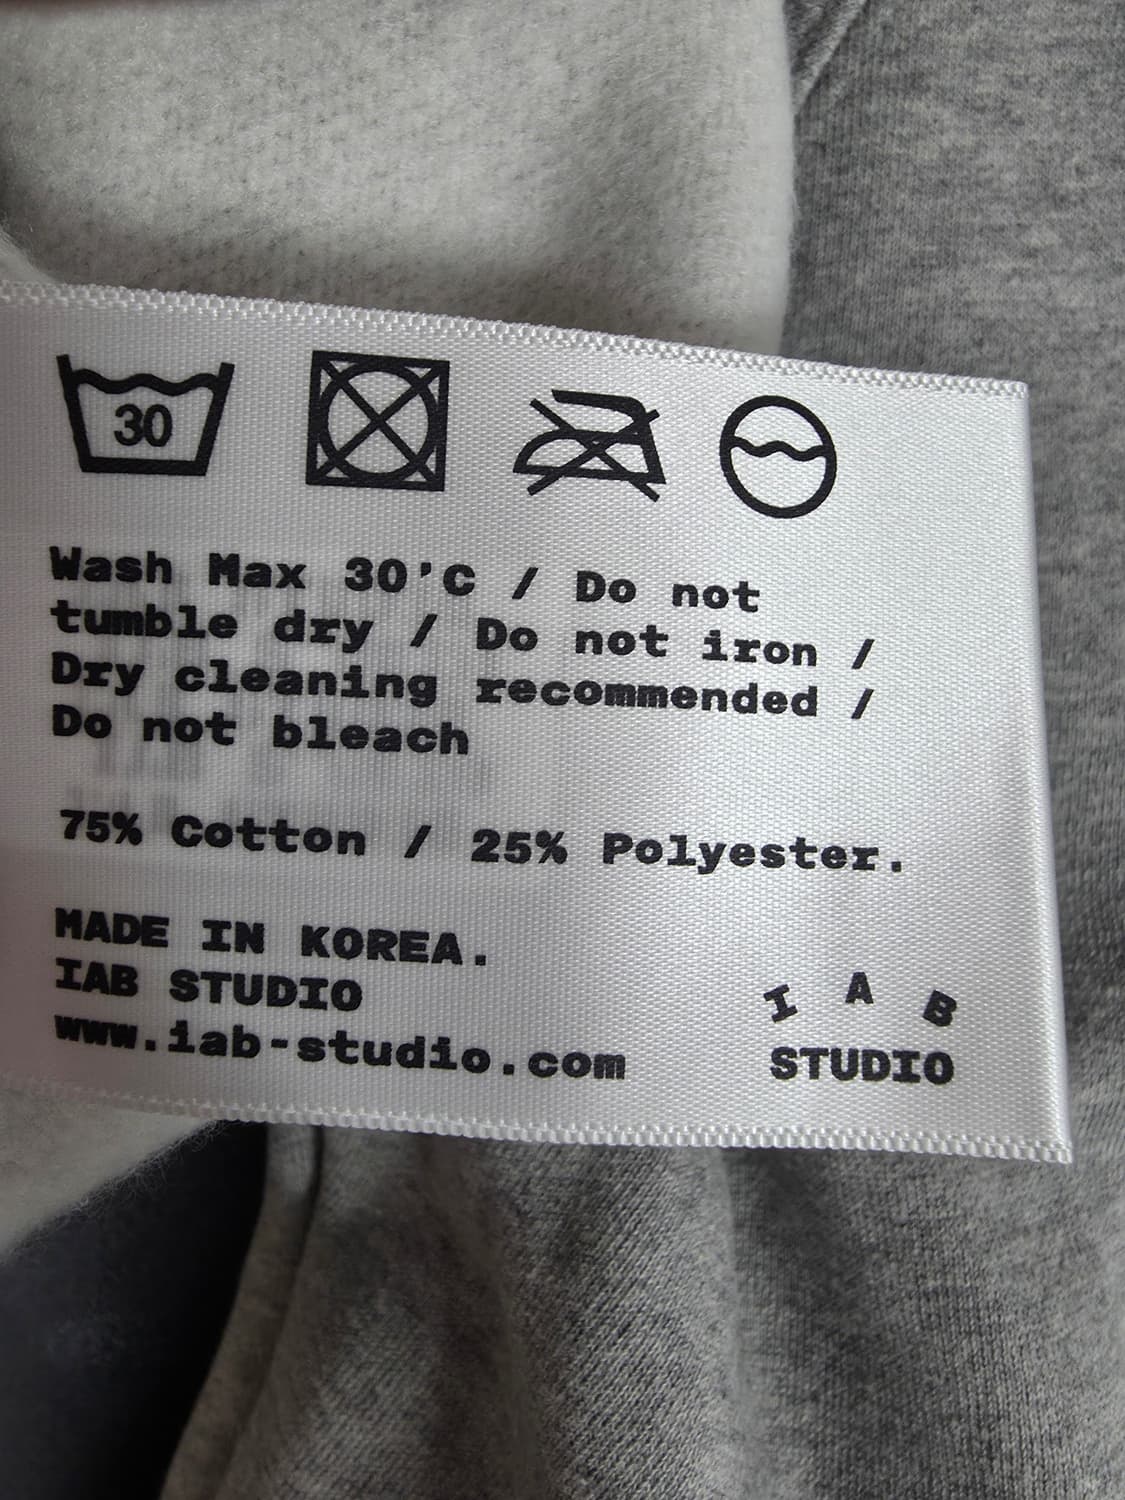 30
Wash Max 30'C / Do not
tumble dry / Do not iron /
Dry cleaning recommended /
Do not bleach
75% Cotton / 25% Polyester.
MADE IN KOREA.
IAB STUDIO
www.iab-studio.com
I A B
STUDIO